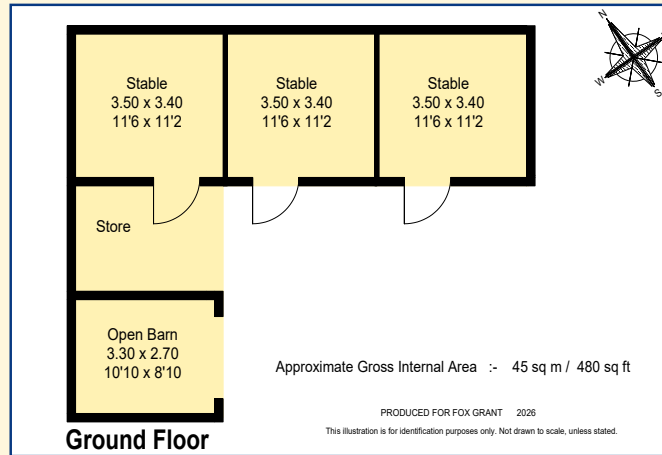 N
W
S
Stable
3.50 x 3.40
11'6 x 11'2
Stable
3.50 x 3.40
11'6 x 11'2
Stable
3.50 x 3.40
11'6 x 11'2
Store
Open Barn
3.30 x 2.70
10'10 x 8'10
Approximate Gross Internal Area :- 45 sq m / 480 sq ft
PRODUCED FOR FOX GRANT 2026
This illustration is for identification purposes only. Not drawn to scale, unless stated.
Ground Floor